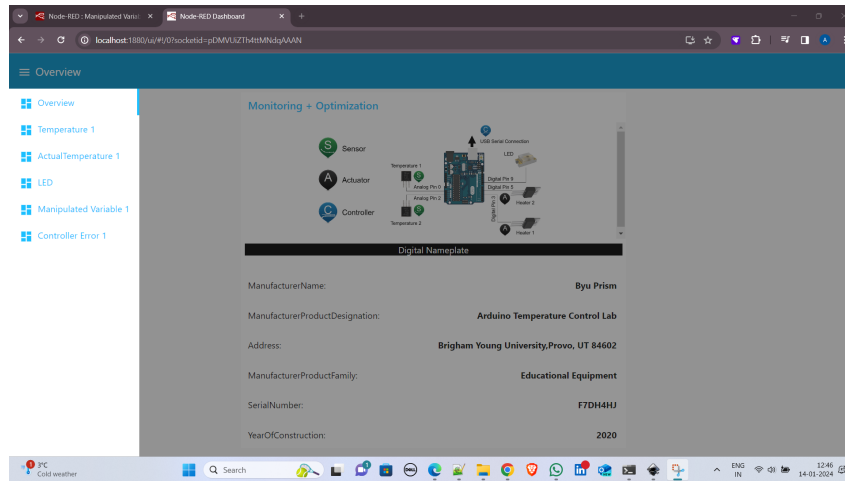 Node-RED : Manipulated Varia
Node-RED Dashboard
localhost:1880/ui/#!/0?socketid=pDMVUiZTh4ttMNdqAAAN
Overview
Overview
Temperature 1
ActualTemperature 1
LED
Manipulated Variable 1
Controller Error 1
Monitoring + Optimization
S Sensor
A Actuator
C Controller
C
USB Serial Connection
LED
Temperature 1
S
Analog Pin 0
Analog Pin 2
S
Temperature 2
Digital Pin 9
Digital Pin 5
Digital Pin 3
A
Heater 2
A
Heater 1
Digital Nameplate
ManufacturerName: Byu Prism
ManufacturerProductDesignation: Arduino Temperature Control Lab
Address: Brigham Young University,Provo, UT 84602
ManufacturerProductFamily: Educational Equipment
SerialNumber: F7DH4HJ
YearOfConstruction: 2020
3°C
Cold weather
Search
ENG
IN
12:46
14-01-2024